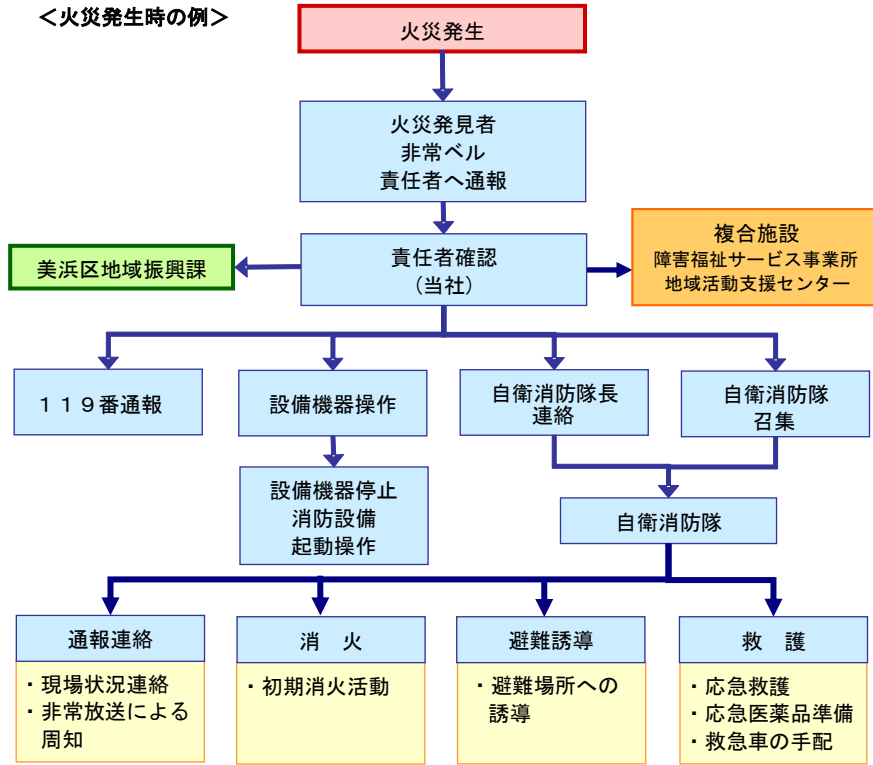 ＜火災発生時の例＞
火災発生
火災発見者
非常ベル
責任者へ通報
美浜区地域振興課
責任者確認
（当社）
複合施設
障害福祉サービス事業所
地域活動支援センター
１１９番通報
設備機器操作
自衛消防隊長
連絡
自衛消防隊
召集
設備機器停止
消防設備
起動操作
自衛消防隊
通報連絡
・現場状況連絡
・非常放送による
周知
消　火
・初期消火活動
避難誘導
・避難場所への
誘導
救　護
・応急救護
・応急医薬品準備
・救急車の手配